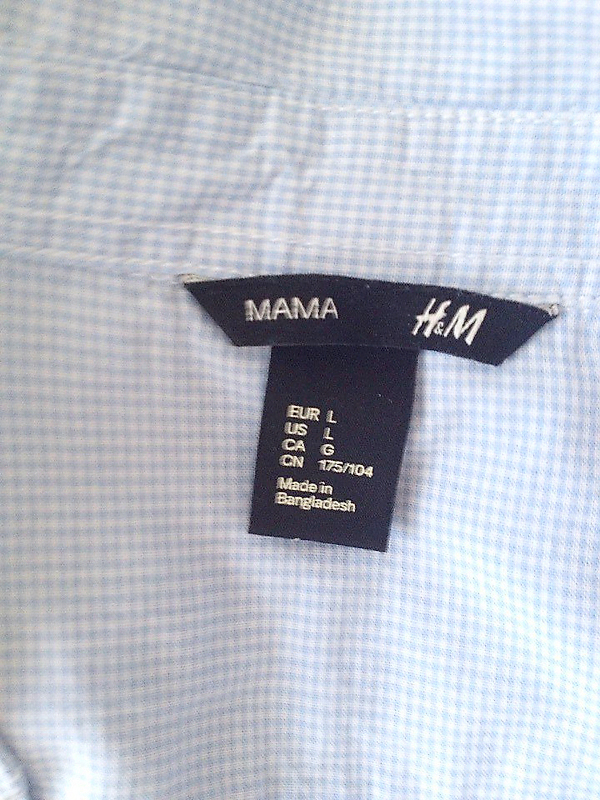 MAMA H&M
EUR L
US L
CA G
CN 175/104
Made in
Bangladesh